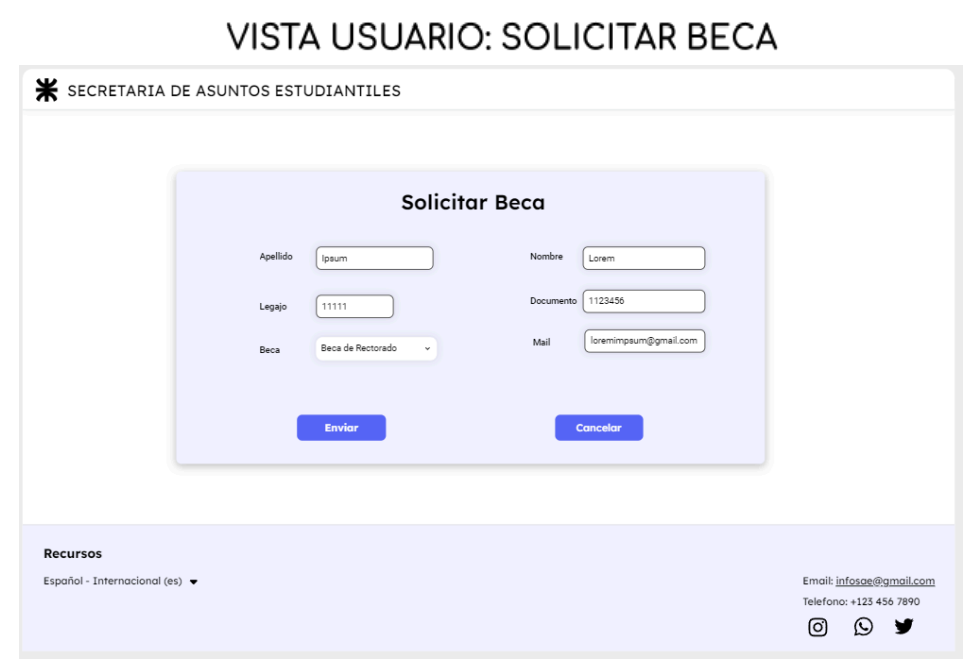 VISTA USUARIO: SOLICITAR BECA
SECRETARIA DE ASUNTOS ESTUDIANTILES
Solicitar Beca
Apellido Ipsum Nombre Lorem
Legajo 11111 Documento 1123456
Beca Beca de Rectorado Mail loremimpsum@gmail.com
Enviar Cancelar
Recursos
Español - Internacional (es) Email: infosae@gmail.com
Telefono: +123 456 7890